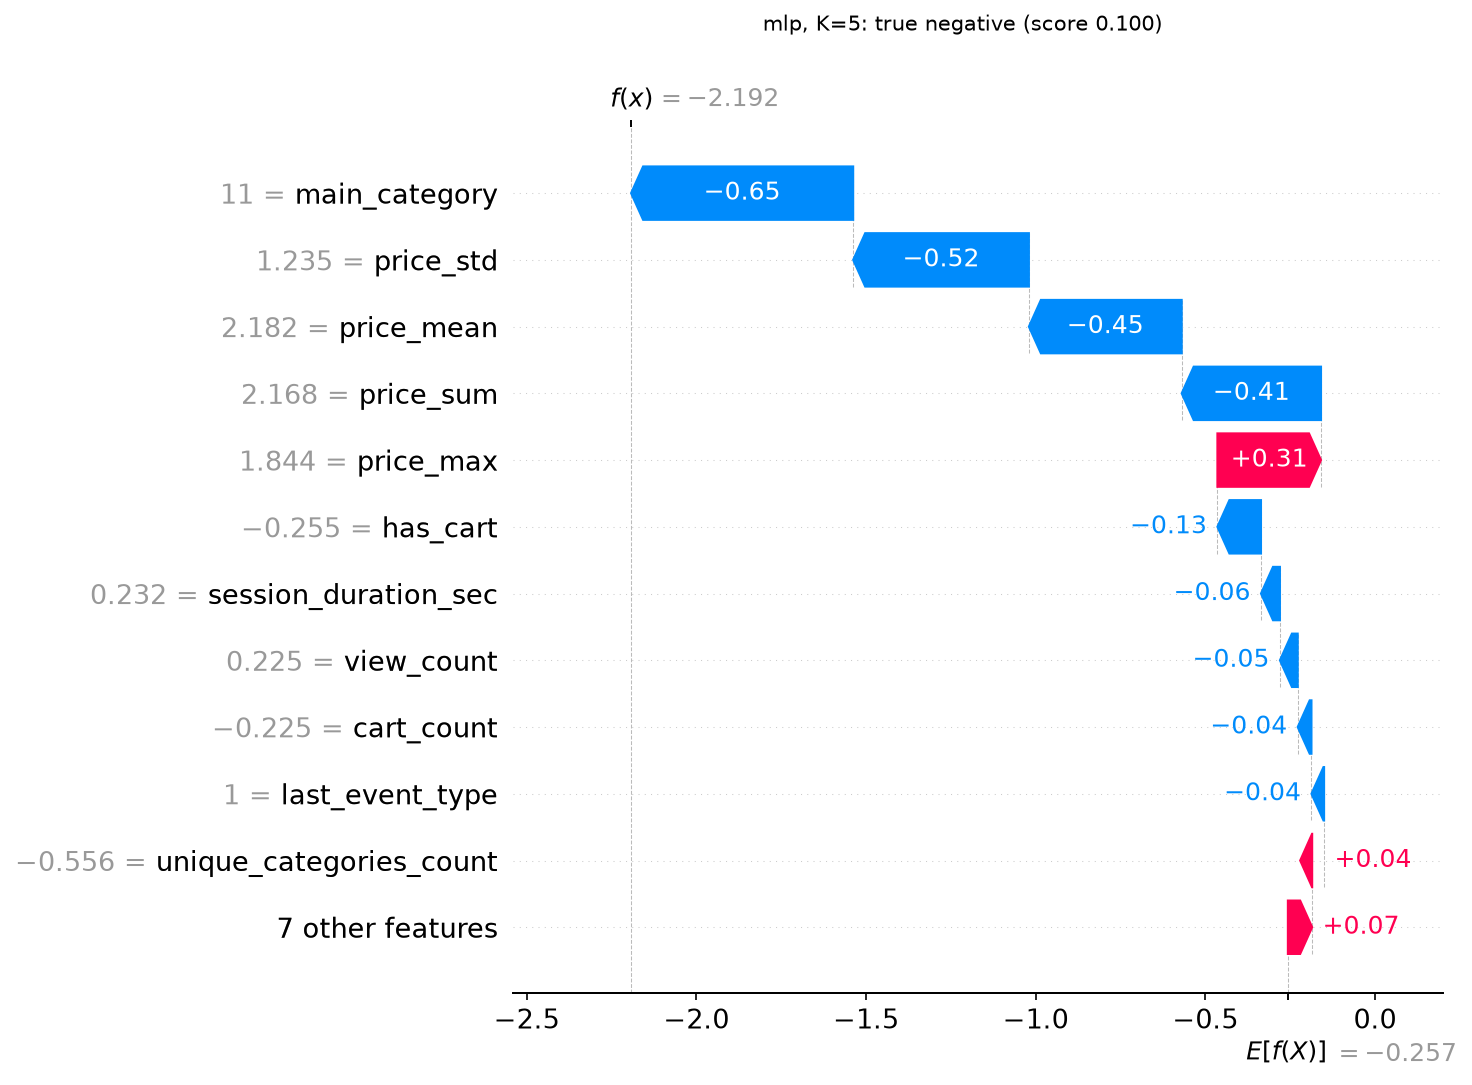 mlp, K=5: true negative (score 0.100)
f(x) = −2.192
11 = main_category
−0.65
1.235 = price_std
−0.52
2.182 = price_mean
−0.45
2.168 = price_sum
−0.41
1.844 = price_max
+0.31
−0.255 = has_cart
−0.13
0.232 = session_duration_sec
−0.06
0.225 = view_count
−0.05
−0.225 = cart_count
−0.04
1 = last_event_type
−0.04
−0.556 = unique_categories_count
+0.04
7 other features
+0.07
−2.5 −2.0 −1.5 −1.0 −0.5 0.0
E[f(X)] = −0.257